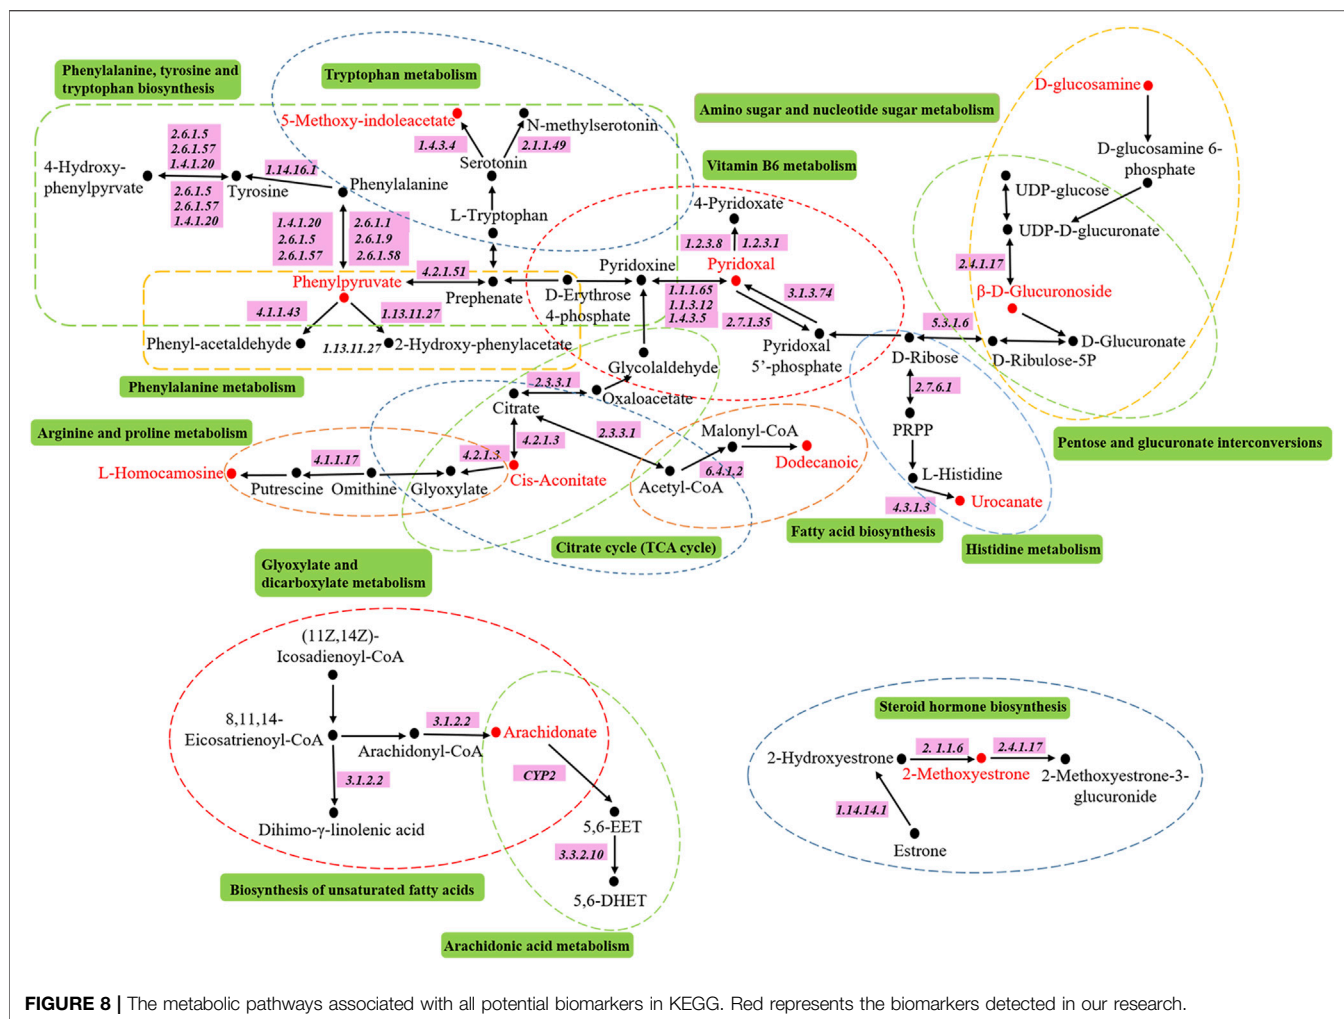 Phenylalanine, tyrosine and
tryptophan biosynthesis
Tryptophan metabolism
Amino sugar and nucleotide sugar metabolism
Vitamin B6 metabolism
D-glucosamine
D-glucosamine 6-
phosphate
UDP-glucose
UDP-D-glucuronate
2.4.1.17
β-D-Glucuronoside
D-Glucuronate
D-Ribulose-5P
5.3.1.6
Pentose and glucuronate interconversions
2.6.1.5
2.6.1.57
1.4.1.20
4-Hydroxy-
phenylpyrvate
Tyrosine
2.6.1.5
2.6.1.57
1.4.1.20
1.14.16.1
Phenylalanine
5-Methoxy-indoleacetate
N-methylserotonin
1.4.3.4
2.1.1.49
Serotonin
L-Tryptophan
1.4.1.20
2.6.1.5
2.6.1.57
2.6.1.1
2.6.1.9
2.6.1.58
Phenylpyruvate
4.2.1.51
Prephenate
D-Erythrose
4-phosphate
4.1.1.43
1.13.11.27
Phenyl-acetaldehyde
1.13.11.27
2-Hydroxy-phenylacetate
Phenylalanine metabolism
4-Pyridoxate
1.2.3.8
1.2.3.1
Pyridoxine
Pyridoxal
1.1.1.65
1.1.3.12
1.4.3.5
3.1.3.74
2.7.1.35
Pyridoxal
5’-phosphate
Glycolaldehyde
D-Ribose
2.7.6.1
PRPP
L-Histidine
4.3.1.3
Urocanate
Histidine metabolism
2.3.3.1
Citrate
Oxaloacetate
4.2.1.3
2.3.3.1
4.2.1.3
Cis-Aconitate
Glyoxylate
Arginine and proline metabolism
L-Homocamosine
4.1.1.17
Putrescine
Omithine
Malonyl-CoA
Dodecanoic
6.4.1.2
Acetyl-CoA
Fatty acid biosynthesis
Citrate cycle (TCA cycle)
Glyoxylate and
dicarboxylate metabolism
(11Z,14Z)-
Icosadienoyl-CoA
8,11,14-
Eicosatrienoyl-CoA
Arachidonyl-CoA
3.1.2.2
Arachidonate
3.1.2.2
Dihimo-γ-linolenic acid
CYP2
5,6-EET
3.3.2.10
5,6-DHET
Biosynthesis of unsaturated fatty acids
Arachidonic acid metabolism
Steroid hormone biosynthesis
2-Hydroxyestrone
2. 1.1.6
2.4.1.17
2-Methoxyestrone
2-Methoxyestrone-3-
glucuronide
1.14.14.1
Estrone
FIGURE 8 | The metabolic pathways associated with all potential biomarkers in KEGG. Red represents the biomarkers detected in our research.